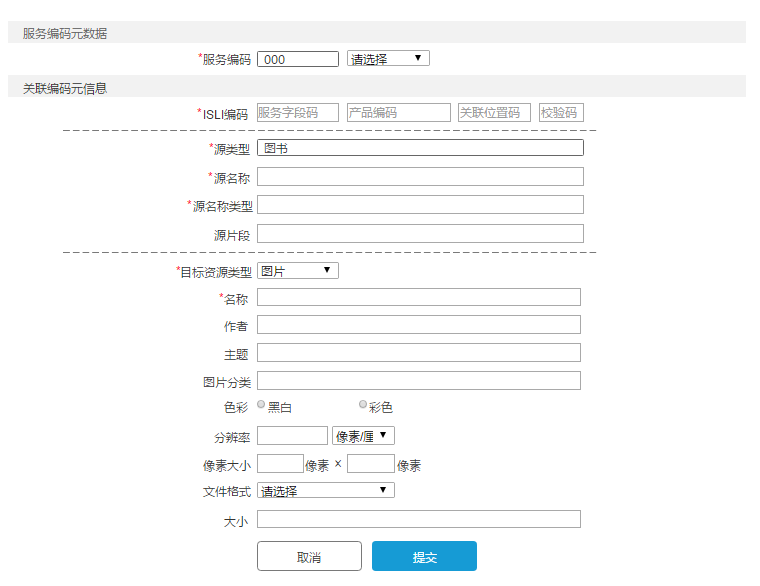 服务编码元数据
*服务编码 000 请选择
关联编码元信息
*ISLI编码 服务字段码 产品编码 关联位置码 校验码
*源类型 图书
*源名称
*源名称类型
源片段
*目标资源类型 图片
*名称
作者
主题
图片分类
色彩 黑白 彩色
分辨率 像素/厘
像素大小 像素 x 像素
文件格式 请选择
大小
取消 提交